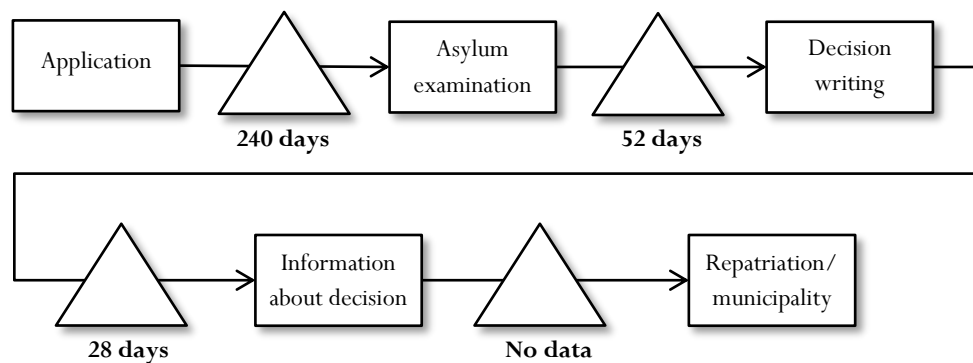 Application
Asylum
examination
Decision
writing
240 days
52 days
Information
about decision
Repatriation/
municipality
28 days
No data